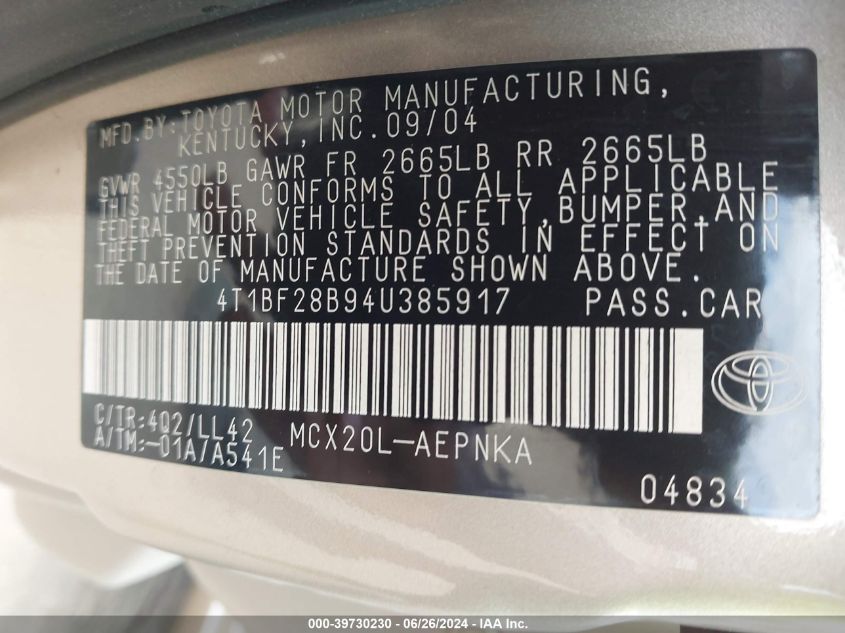 MFD.BY:TOYOTA MOTOR MANUFACTURING,
KENTUCKY,INC.09/04
GVWR 4550LB GAWR FR 2665LB RR 2665LB
THIS VEHICLE CONFORMS TO ALL APPLICABLE
FEDERAL MOTOR VEHICLE SAFETY,BUMPER,AND
THEFT PREVENTION STANDARDS IN EFFECT ON
THE DATE OF MANUFACTURE SHOWN ABOVE.
4T1BF28B94U385917 PASS.CAR
C/TR:4Q2/LL42 MCX20L-AEPNKA
A/TM:-01A/A541E
04834
000-39730230 - 06/26/2024 - IAA Inc.